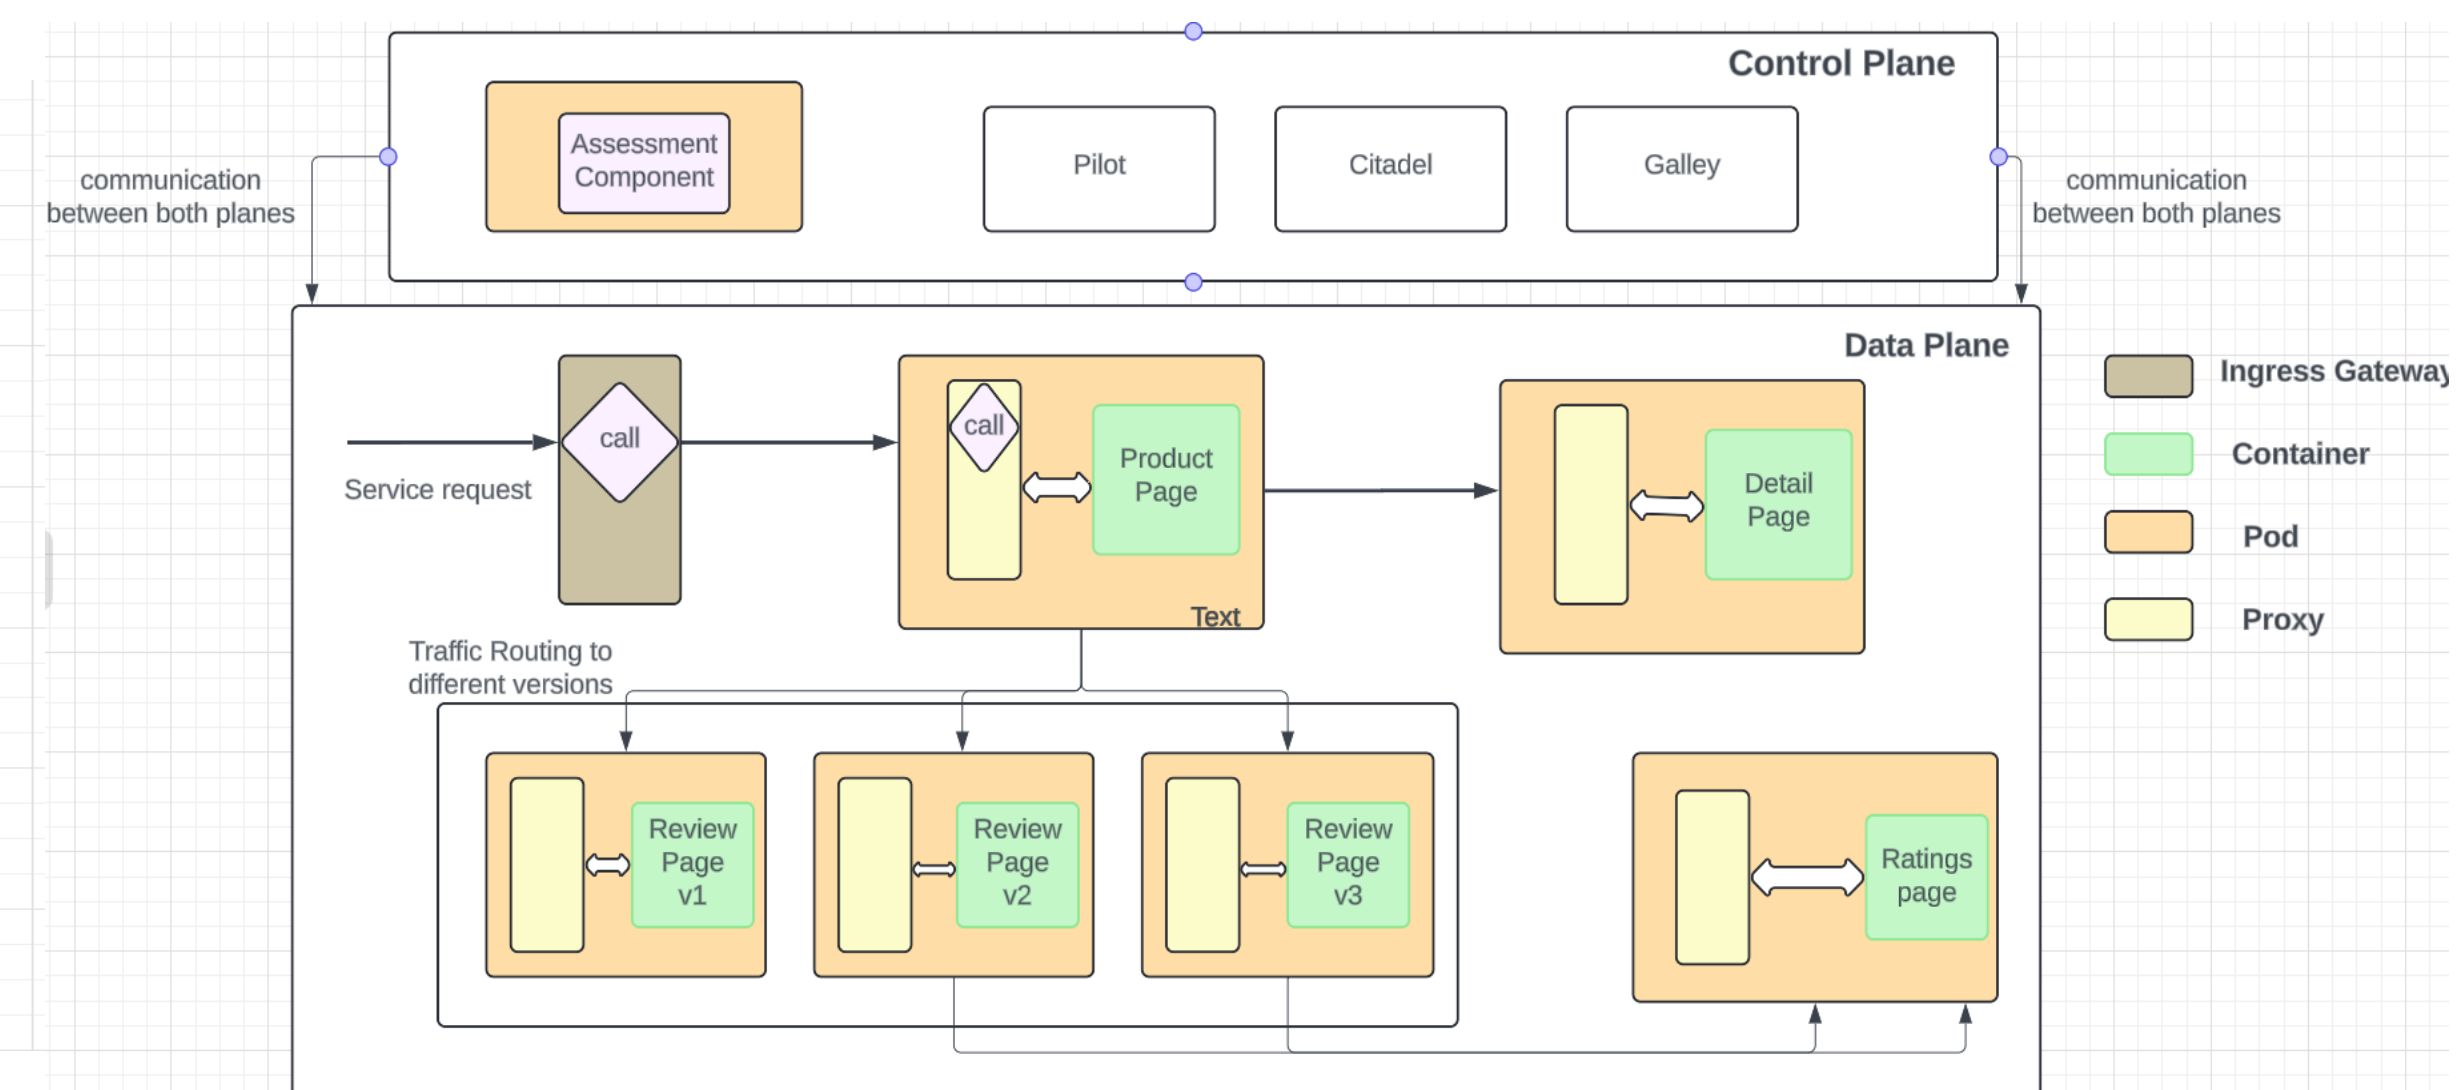 Control Plane
Assessment
Component
Pilot
Citadel
Galley
communication
between both planes
communication
between both planes
Data Plane
call
Service request
call
Product
Page
Text
Detail
Page
Ingress Gateway
Container
Pod
Proxy
Traffic Routing to
different versions
Review
Page
v1
Review
Page
v2
Review
Page
v3
Ratings
page